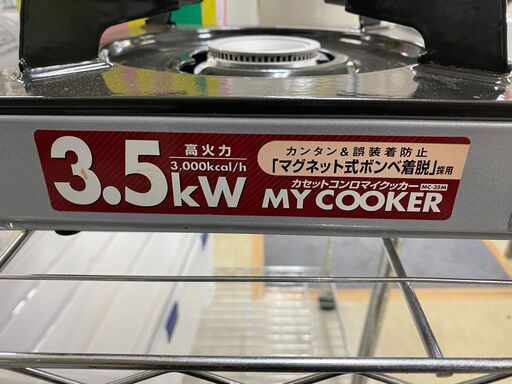 3.5kW
高火力
3,000kcal/h
カンタン&誤装着防止
「マグネット式ボンベ着脱」採用
カセットコンロマイクッカー MC-35M
MY COOKER